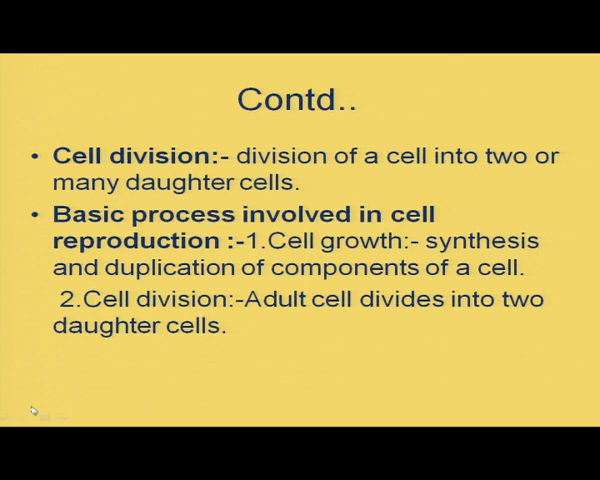 Contd..
• Cell division:- division of a cell into two or
many daughter cells.
• Basic process involved in cell
reproduction :-1.Cell growth:- synthesis
and duplication of components of a cell.
2.Cell division:-Adult cell divides into two
daughter cells.